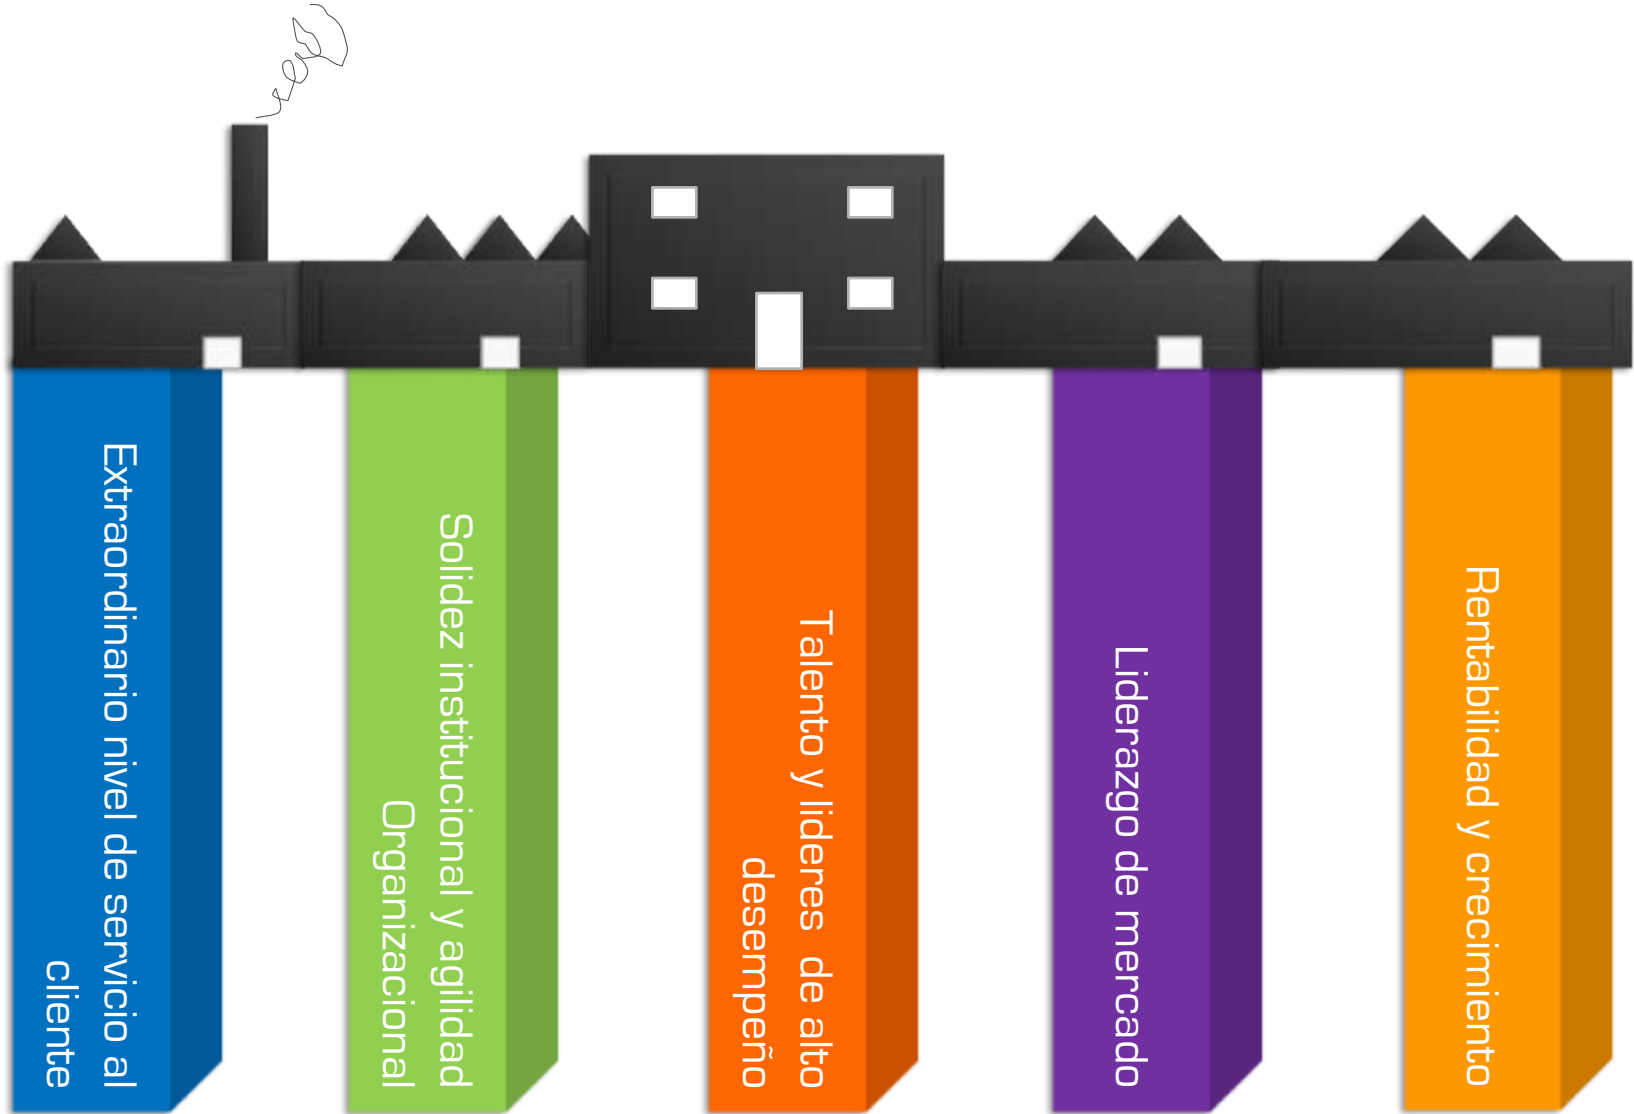 Extraordinario nivel de servicio al
cliente
Solidez institucional y agilidad
Organizacional
Talento y lideres de alto
desempeño
Liderazgo de mercado
Rentabilidad y crecimiento